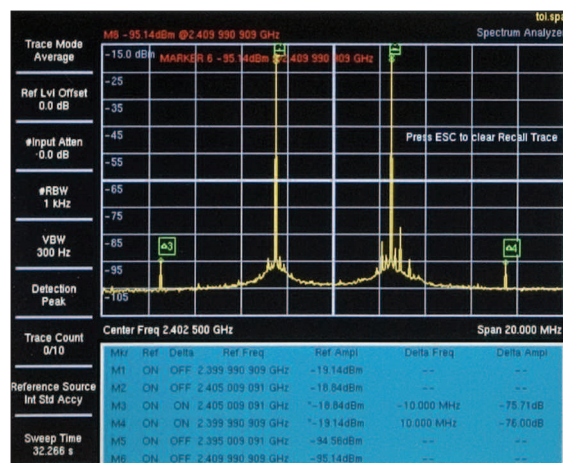 toi.spa
M6 -95.14dBm @2.409 990 909 GHz
Spectrum Analyzer
Trace Mode
Average
-15.0 dBm
MARKER 6 -95.14dBm @2.409 990 909 GHz
-25
Ref Lvl Offset
0.0 dB
-35
-45
#Input Atten
-0.0 dB
Press ESC to clear Recall Trace
-55
#RBW
1 kHz
-65
-75
VBW
300 Hz
-85
Δ3
Δ4
-95
Detection
Peak
-105
Trace Count
0/10
Center Freq 2.402 500 GHz
Span 20.000 MHz
Mkr Ref Delta Ref Freq Ref Ampl Delta Freq Delta Ampl
M1 ON OFF 2.399 990 909 GHz -19.14dBm -- --
M2 ON OFF 2.405 009 091 GHz -18.84dBm -- --
Reference Source
Int Std Accy
M3 ON ON 2.405 009 091 GHz *-18.84dBm -10.000 MHz -75.71dB
M4 ON ON 2.399 990 909 GHz *-19.14dBm 10.000 MHz -76.00dB
Sweep Time
32.266 s
M5 ON OFF 2.395 009 091 GHz -94.56dBm -- --
M6 ON OFF 2.409 990 909 GHz -95.14dBm -- --